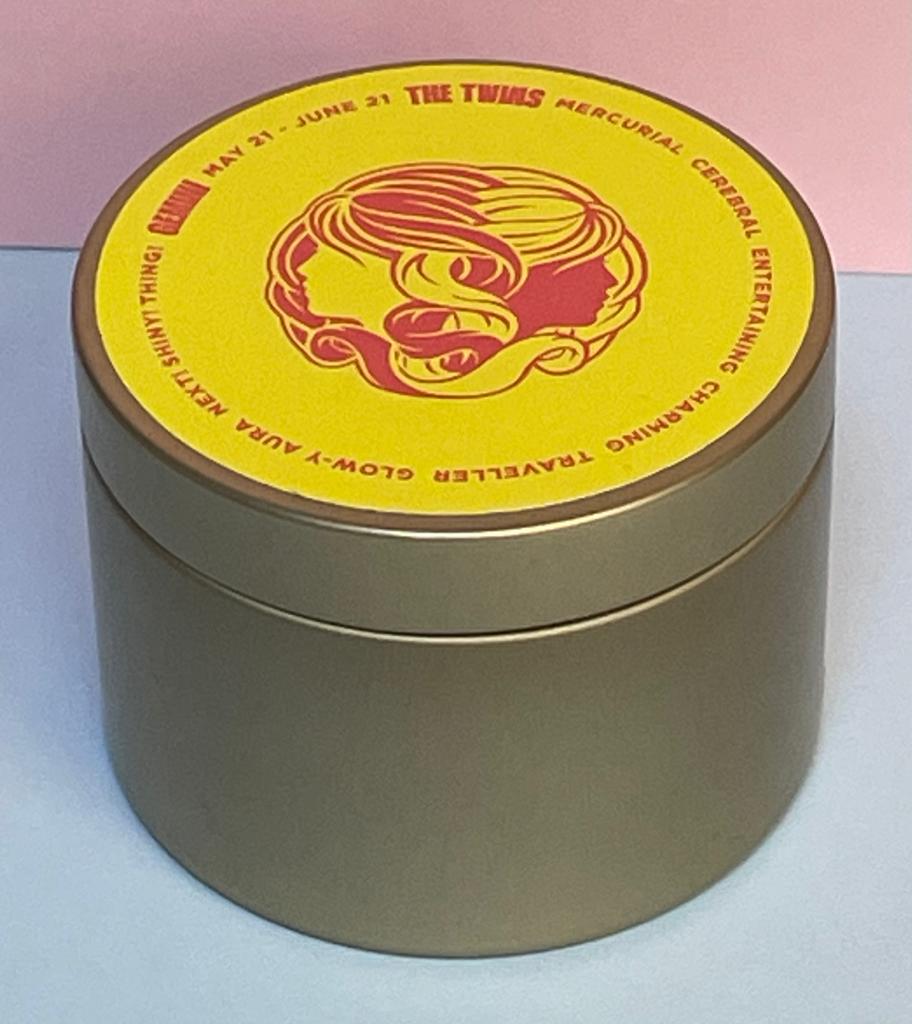 GEMINI MAY 21 - JUNE 21 THE TWINS MERCURIAL CEREBRAL ENTERTAINING CHARMING TRAVELLER GLOW-Y AURA NEXT! SHINY! THING!